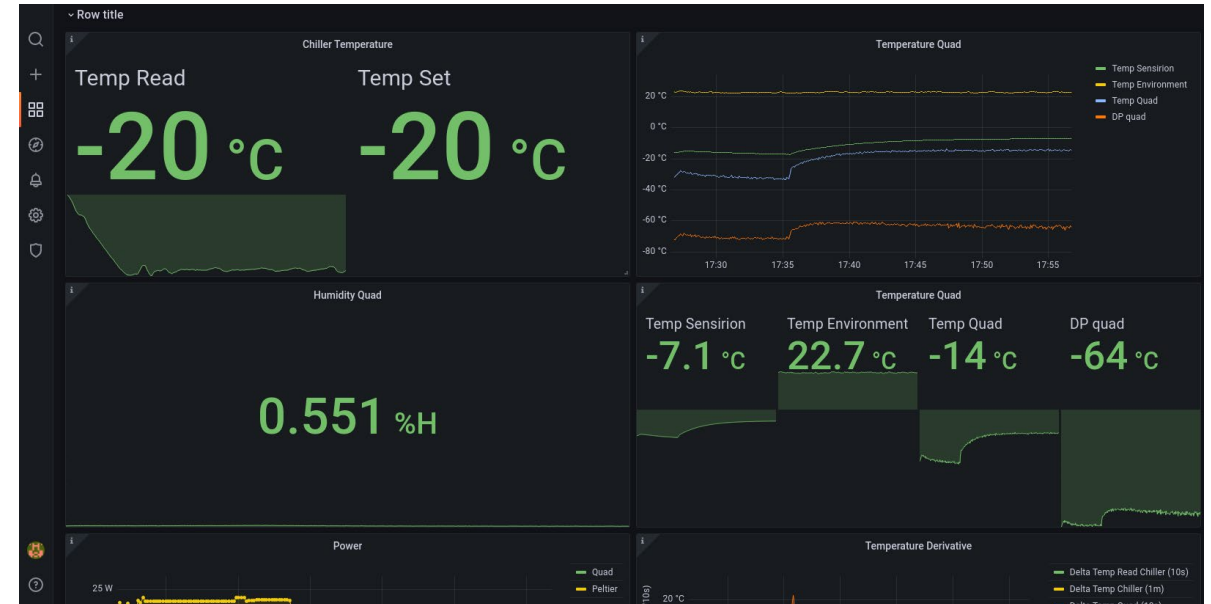 Row title
Chiller Temperature
Temp Read
Temp Set
-20 °C
-20 °C
Temperature Quad
20 °C
0 °C
-20 °C
-40 °C
-60 °C
-80 °C
17:30
17:35
17:40
17:45
17:50
17:55
Temp Sensirion
Temp Environment
Temp Quad
DP quad
Humidity Quad
0.551 %H
Temperature Quad
Temp Sensirion
Temp Environment
Temp Quad
DP quad
-7.1 °C
22.7 °C
-14 °C
-64 °C
Power
25 W
Quad
Peltier
Temperature Derivative
20 °C
Delta Temp Read Chiller (10s)
Delta Temp Chiller (1m)